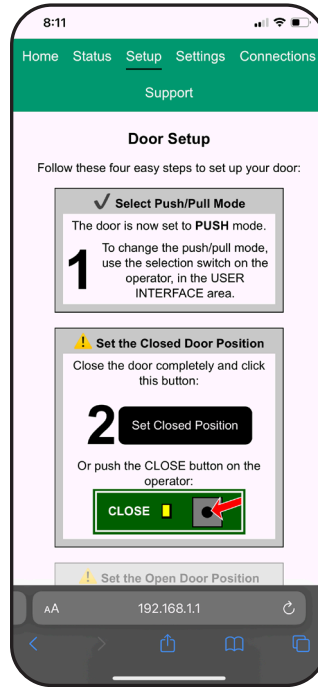 8:11
Home Status Setup Settings Connections
Support
Door Setup
Follow these four easy steps to set up your door:
Select Push/Pull Mode
The door is now set to PUSH mode.
1
To change the push/pull mode,
use the selection switch on the
operator, in the USER
INTERFACE area.
Set the Closed Door Position
Close the door completely and click
this button:
2
Set Closed Position
Or push the CLOSE button on the
operator:
CLOSE
Set the Open Door Position
AA
192.168.1.1